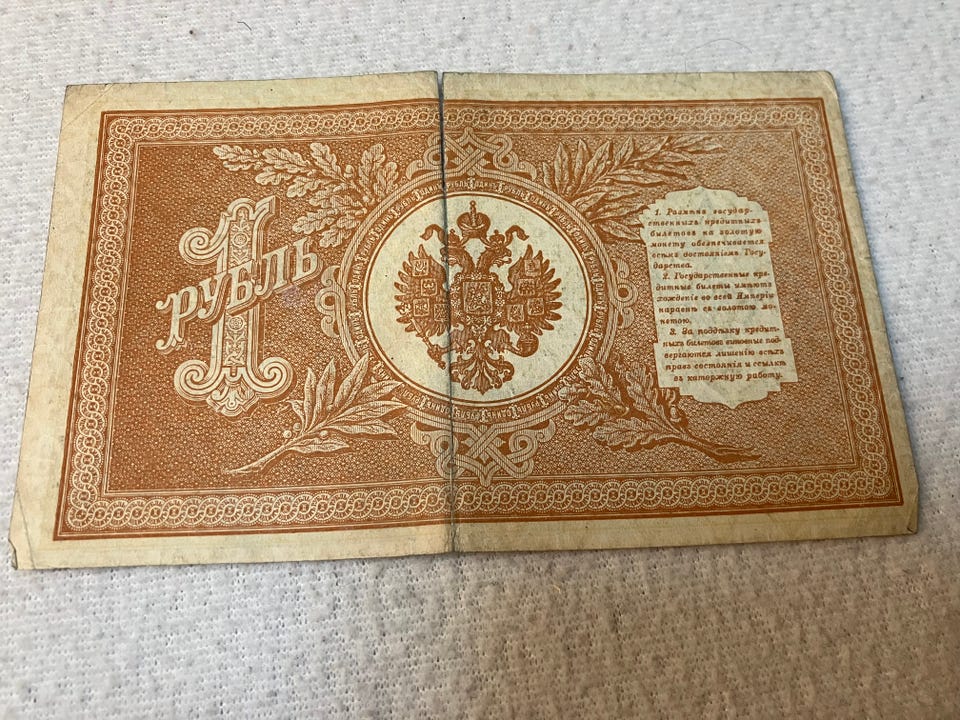 1
РУБЛЬ
1. Размѣнъ государ-
ственныхъ кредитныхъ
билетовъ на золотую
монету обезпечивается
всѣмъ достояніемъ Госу-
дарства.
2. Государственные кре-
дитные билеты имѣютъ
хожденіе во всей Имперіи
наравнѣ съ золотою мо-
нетою.
3. За поддѣлку кредит-
ныхъ билетовъ виновные под-
вергаются лишенію всѣхъ
правъ состоянія и ссылкѣ
въ каторжную работу.